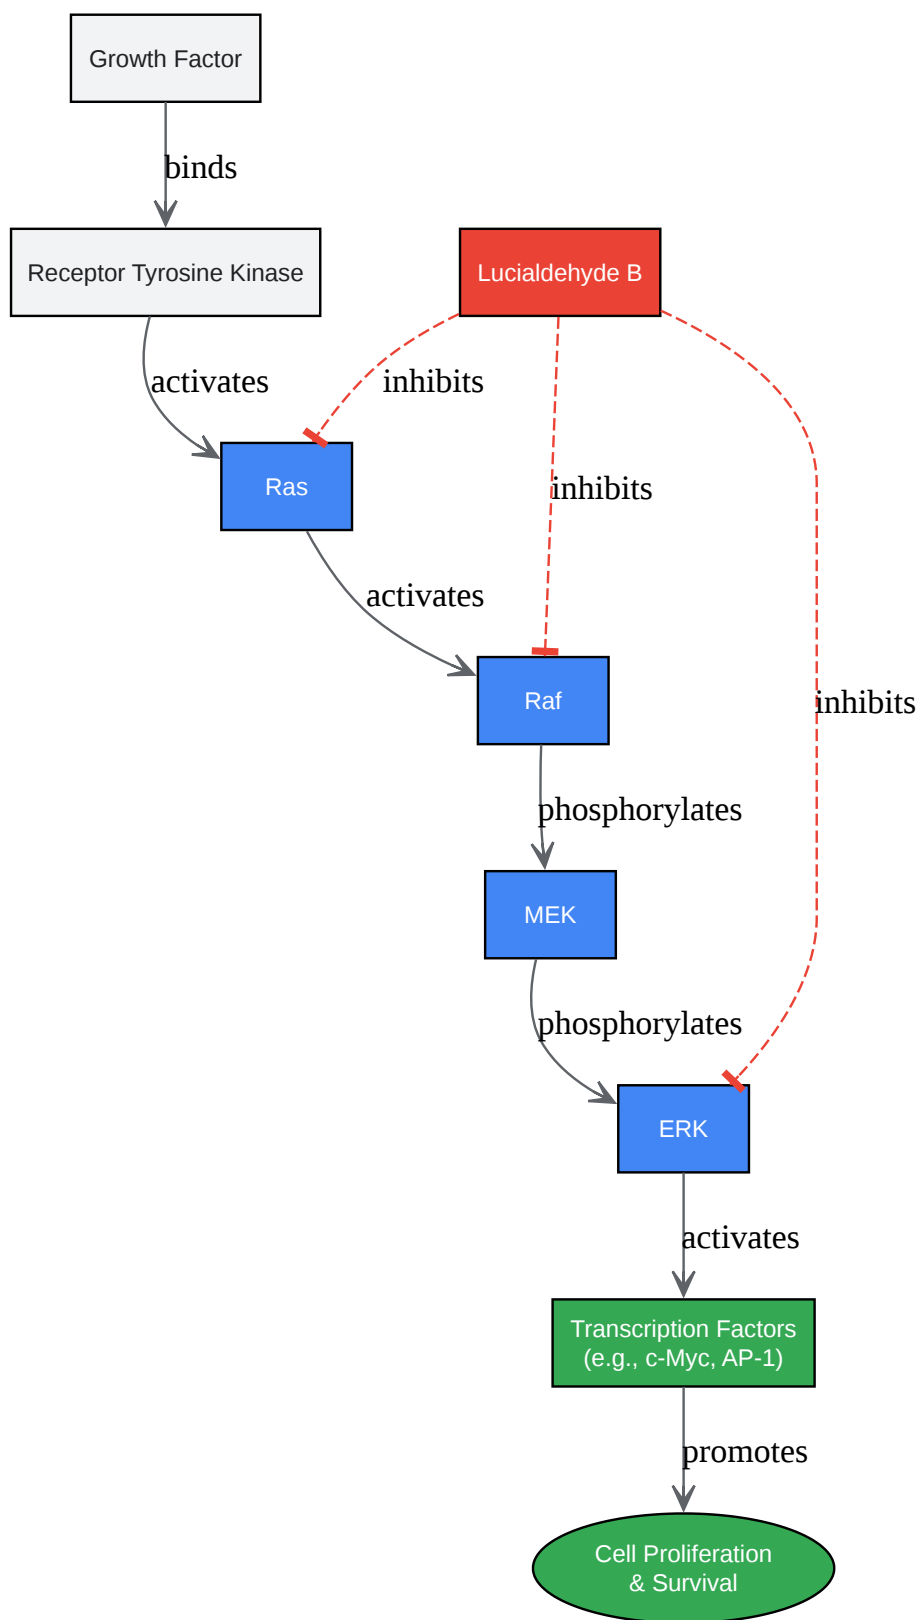 Growth Factor
binds
Receptor Tyrosine Kinase
Lucialdehyde B
activates
inhibits
Ras
inhibits
activates
Raf
inhibits
phosphorylates
MEK
phosphorylates
ERK
activates
Transcription Factors
(e.g., c-Myc, AP-1)
promotes
Cell Proliferation
& Survival